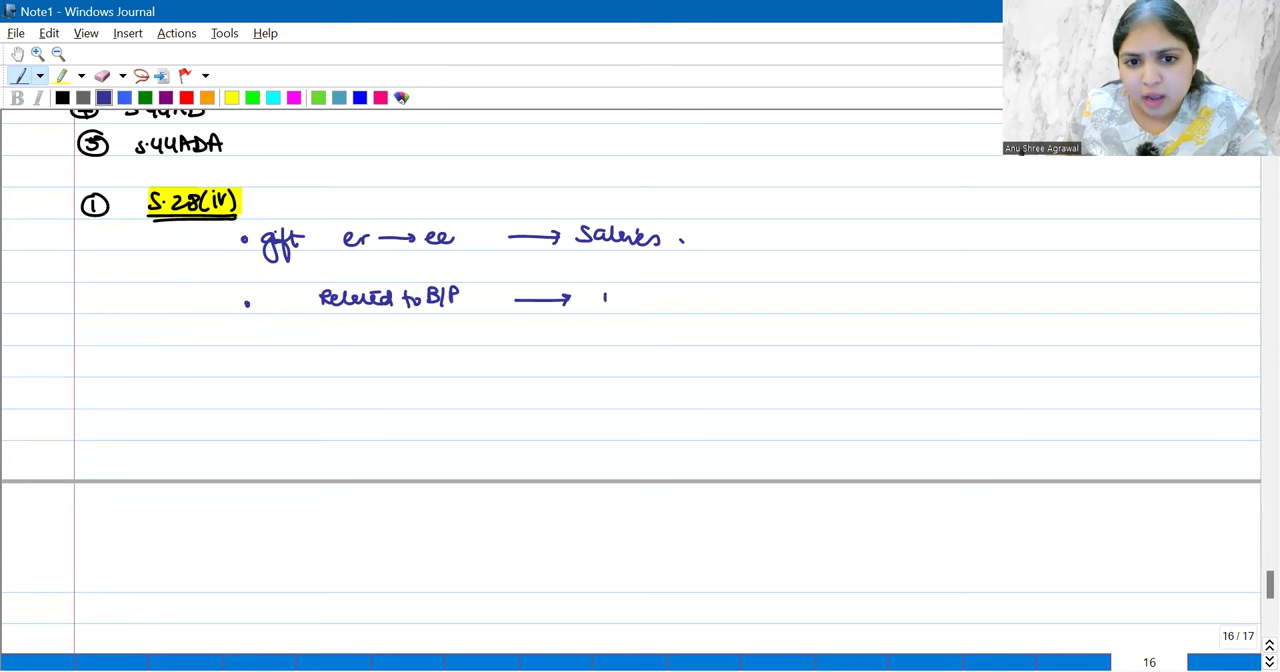 Note1 - Windows Journal
File Edit View Insert Actions Tools Help
B I
S.44ADA
5 S.44ADA
1 S.28(iv)
• gift er → ee → Salaries.
• Related to B/P →
Anu Shree Agrawal
16 / 17
16